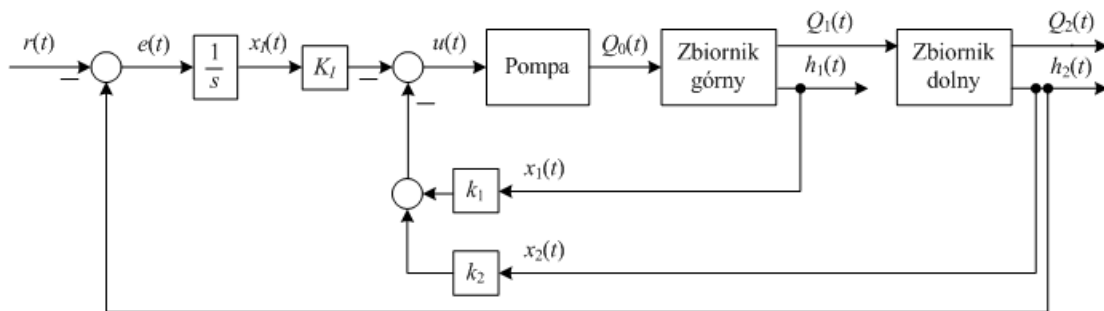 r(t)
e(t)
1
s
x_I(t)
K_I
u(t)
Pompa
Q_0(t)
Zbiornik
górny
Q_1(t)
h_1(t)
Zbiornik
dolny
Q_2(t)
h_2(t)
−
−
−
k_1
x_1(t)
k_2
x_2(t)